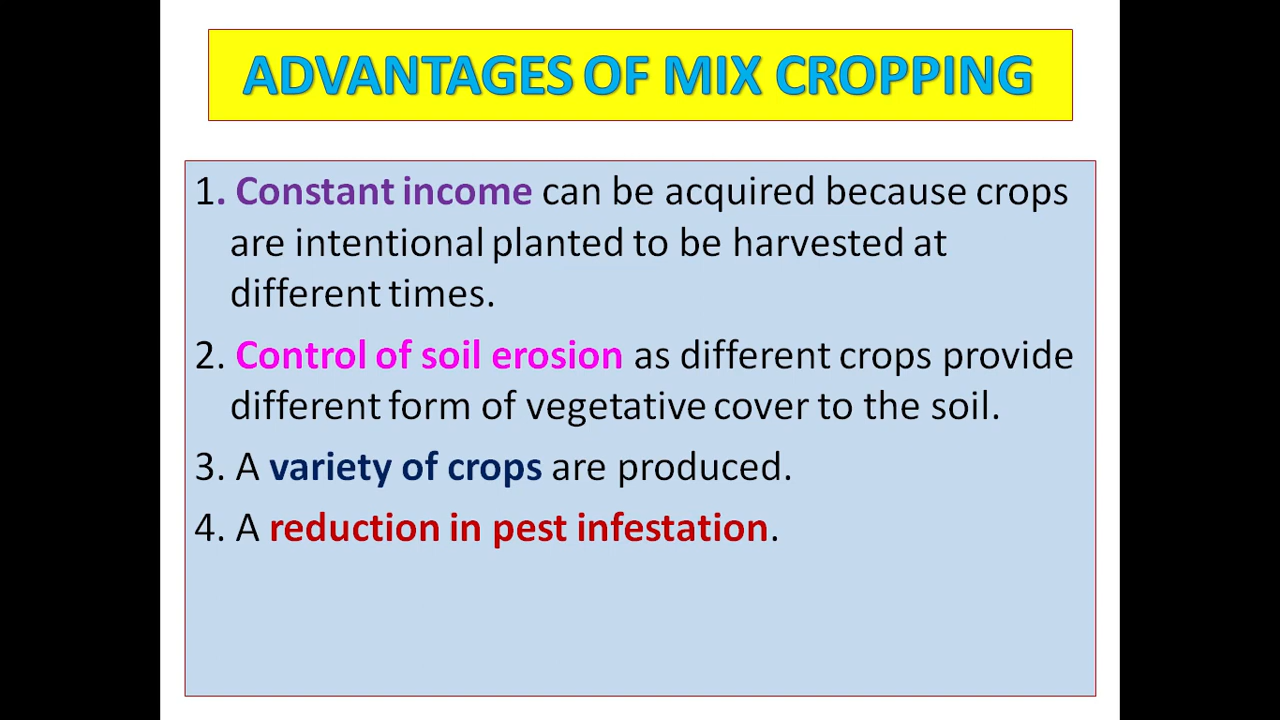 ADVANTAGES OF MIX CROPPING
1. Constant income can be acquired because crops
are intentional planted to be harvested at
different times.
2. Control of soil erosion as different crops provide
different form of vegetative cover to the soil.
3. A variety of crops are produced.
4. A reduction in pest infestation.